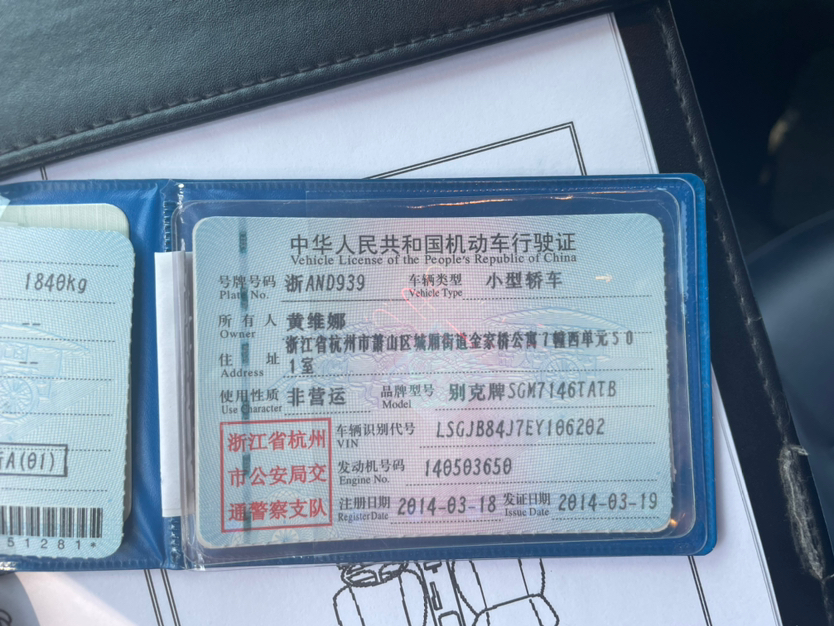 中华人民共和国机动车行驶证
Vehicle License of the People's Republic of China
号牌号码 浙AND939 车辆类型 小型轿车
Plate No. Vehicle Type
所有人 黄维娜
Owner
浙江省杭州市萧山区城厢街道金家桥公寓7幢西单元50
住址 1室
Address
使用性质 非营运 品牌型号 别克牌SGM7146TATB
Use Character Model
车辆识别代号 LSGJB84J7EY106202
VIN
发动机号码 140503650
Engine No.
注册日期 2014-03-18 发证日期 2014-03-19
Register Date Issue Date
浙江省杭州
市公安局交
通警察支队
1840kg
--
--
A(01)
51281*